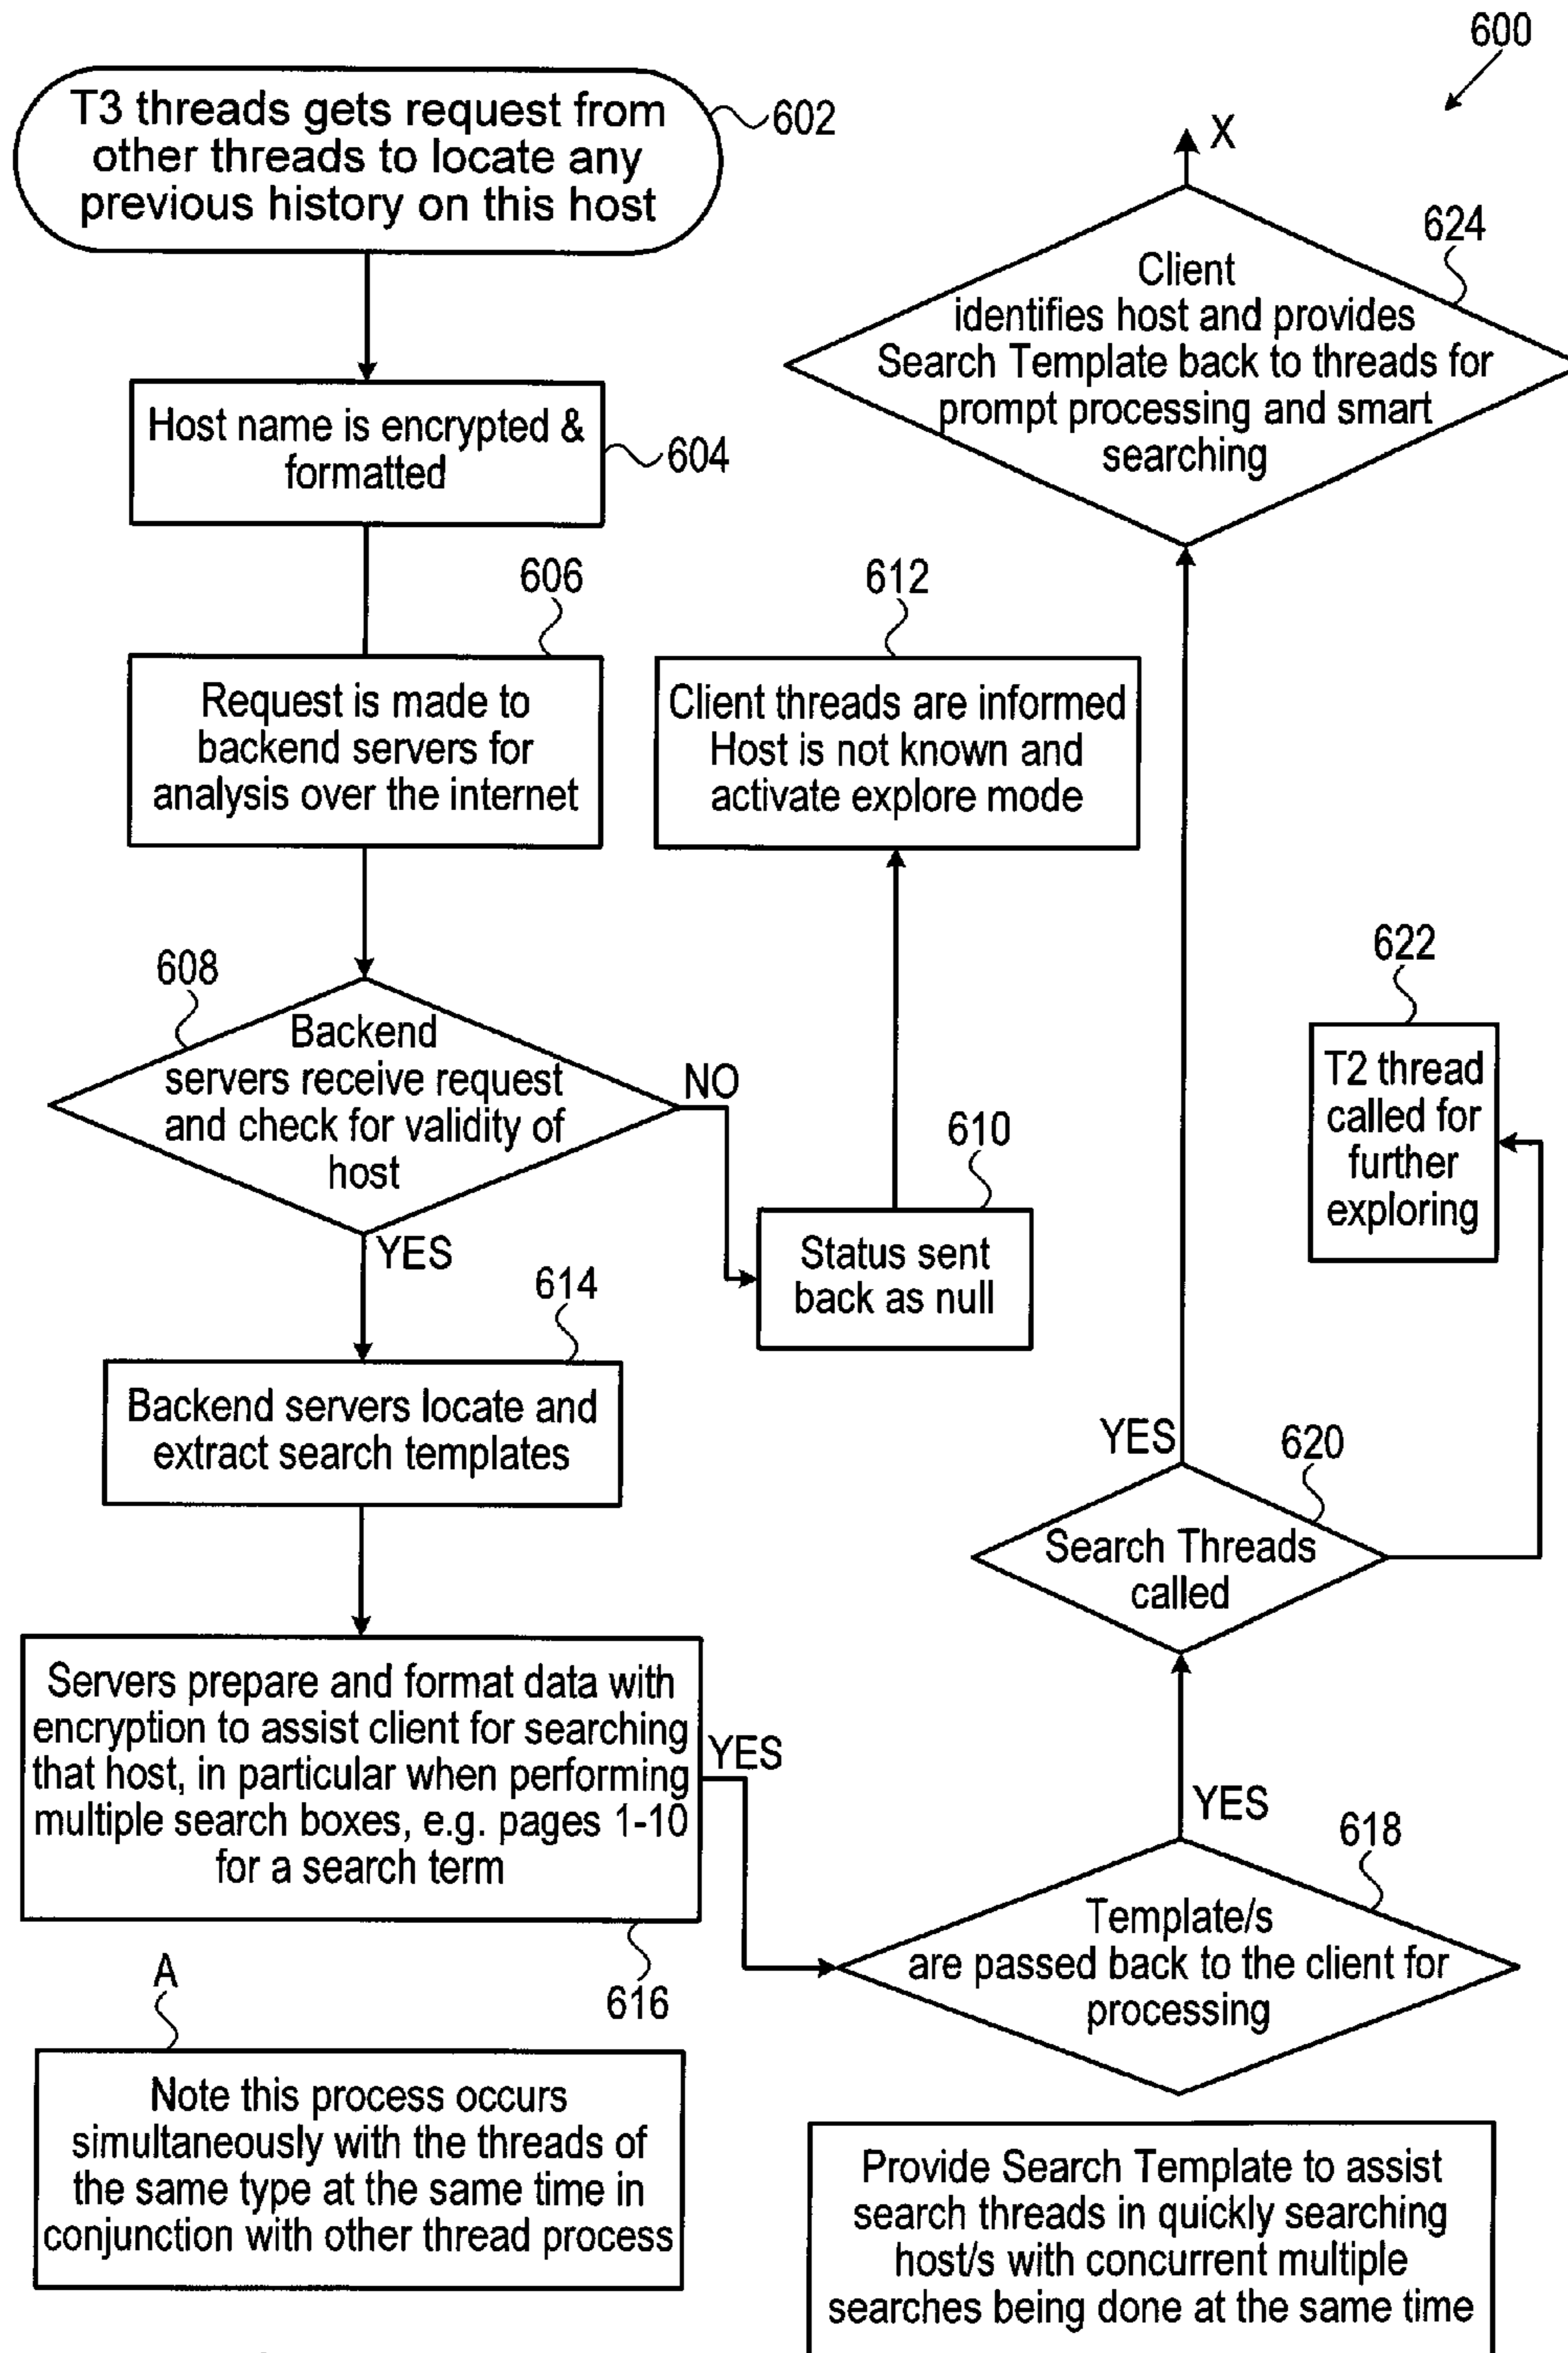 600
T3 threads gets request from
other threads to locate any
previous history on this host
602
Host name is encrypted &
formatted
604
606
Request is made to
backend servers for
analysis over the internet
608
Backend
servers receive request
and check for validity of
host
NO
YES
610
Status sent
back as null
612
Client threads are informed
Host is not known and
activate explore mode
614
Backend servers locate and
extract search templates
Servers prepare and format data with
encryption to assist client for searching
that host, in particular when performing
multiple search boxes, e.g. pages 1-10
for a search term
616
YES
618
Template/s
are passed back to the client for
processing
YES
620
Search Threads
called
YES
622
T2 thread
called for
further
exploring
624
Client
identifies host and provides
Search Template back to threads for
prompt processing and smart
searching
X
A
Note this process occurs
simultaneously with the threads of
the same type at the same time in
conjunction with other thread process
Provide Search Template to assist
search threads in quickly searching
host/s with concurrent multiple
searches being done at the same time